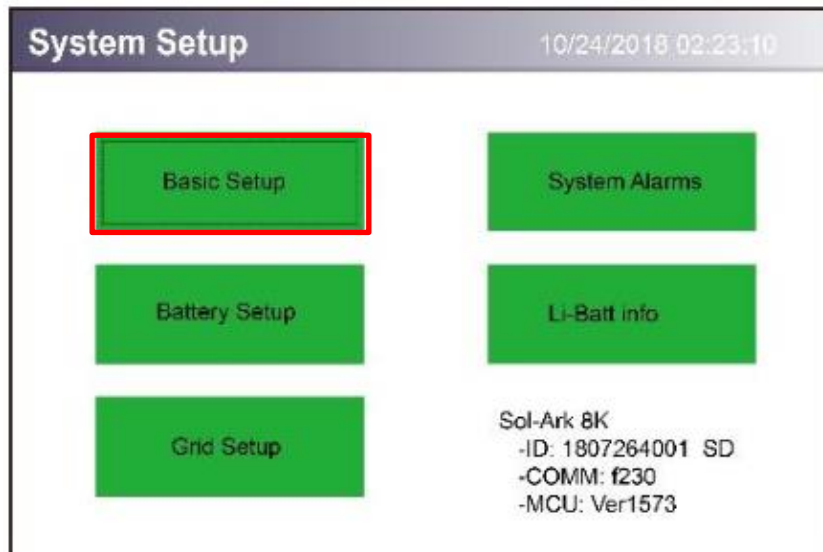 System Setup 10/24/2018 02:23:10
Basic Setup
System Alarms
Battery Setup
Li-Batt info
Grid Setup
Sol-Ark 8K
-ID: 1807264001 SD
-COMM: f230
-MCU: Ver1573